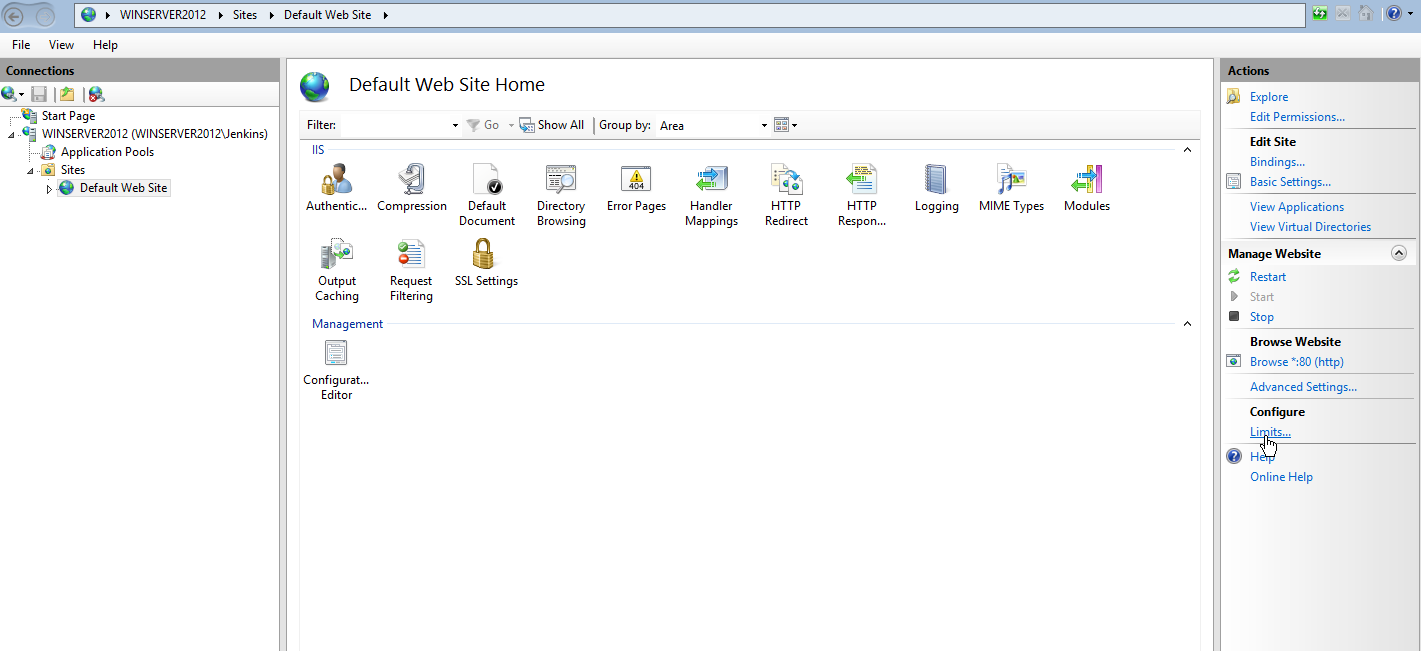 WINSERVER2012 Sites Default Web Site
File View Help
Connections
Start Page
WINSERVER2012 (WINSERVER2012\Jenkins)
Application Pools
Sites
Default Web Site
Default Web Site Home
Filter: Go Show All Group by: Area
IIS
Authentic... Compression Default Document Directory Browsing Error Pages 404 Handler Mappings HTTP Redirect HTTP Respon... Logging MIME Types Modules
Output Caching Request Filtering SSL Settings
Management
Configurat... Editor
Actions
Explore
Edit Permissions...
Edit Site
Bindings...
Basic Settings...
View Applications
View Virtual Directories
Manage Website
Restart
Start
Stop
Browse Website
Browse *:80 (http)
Advanced Settings...
Configure
Limits...
Help
Online Help